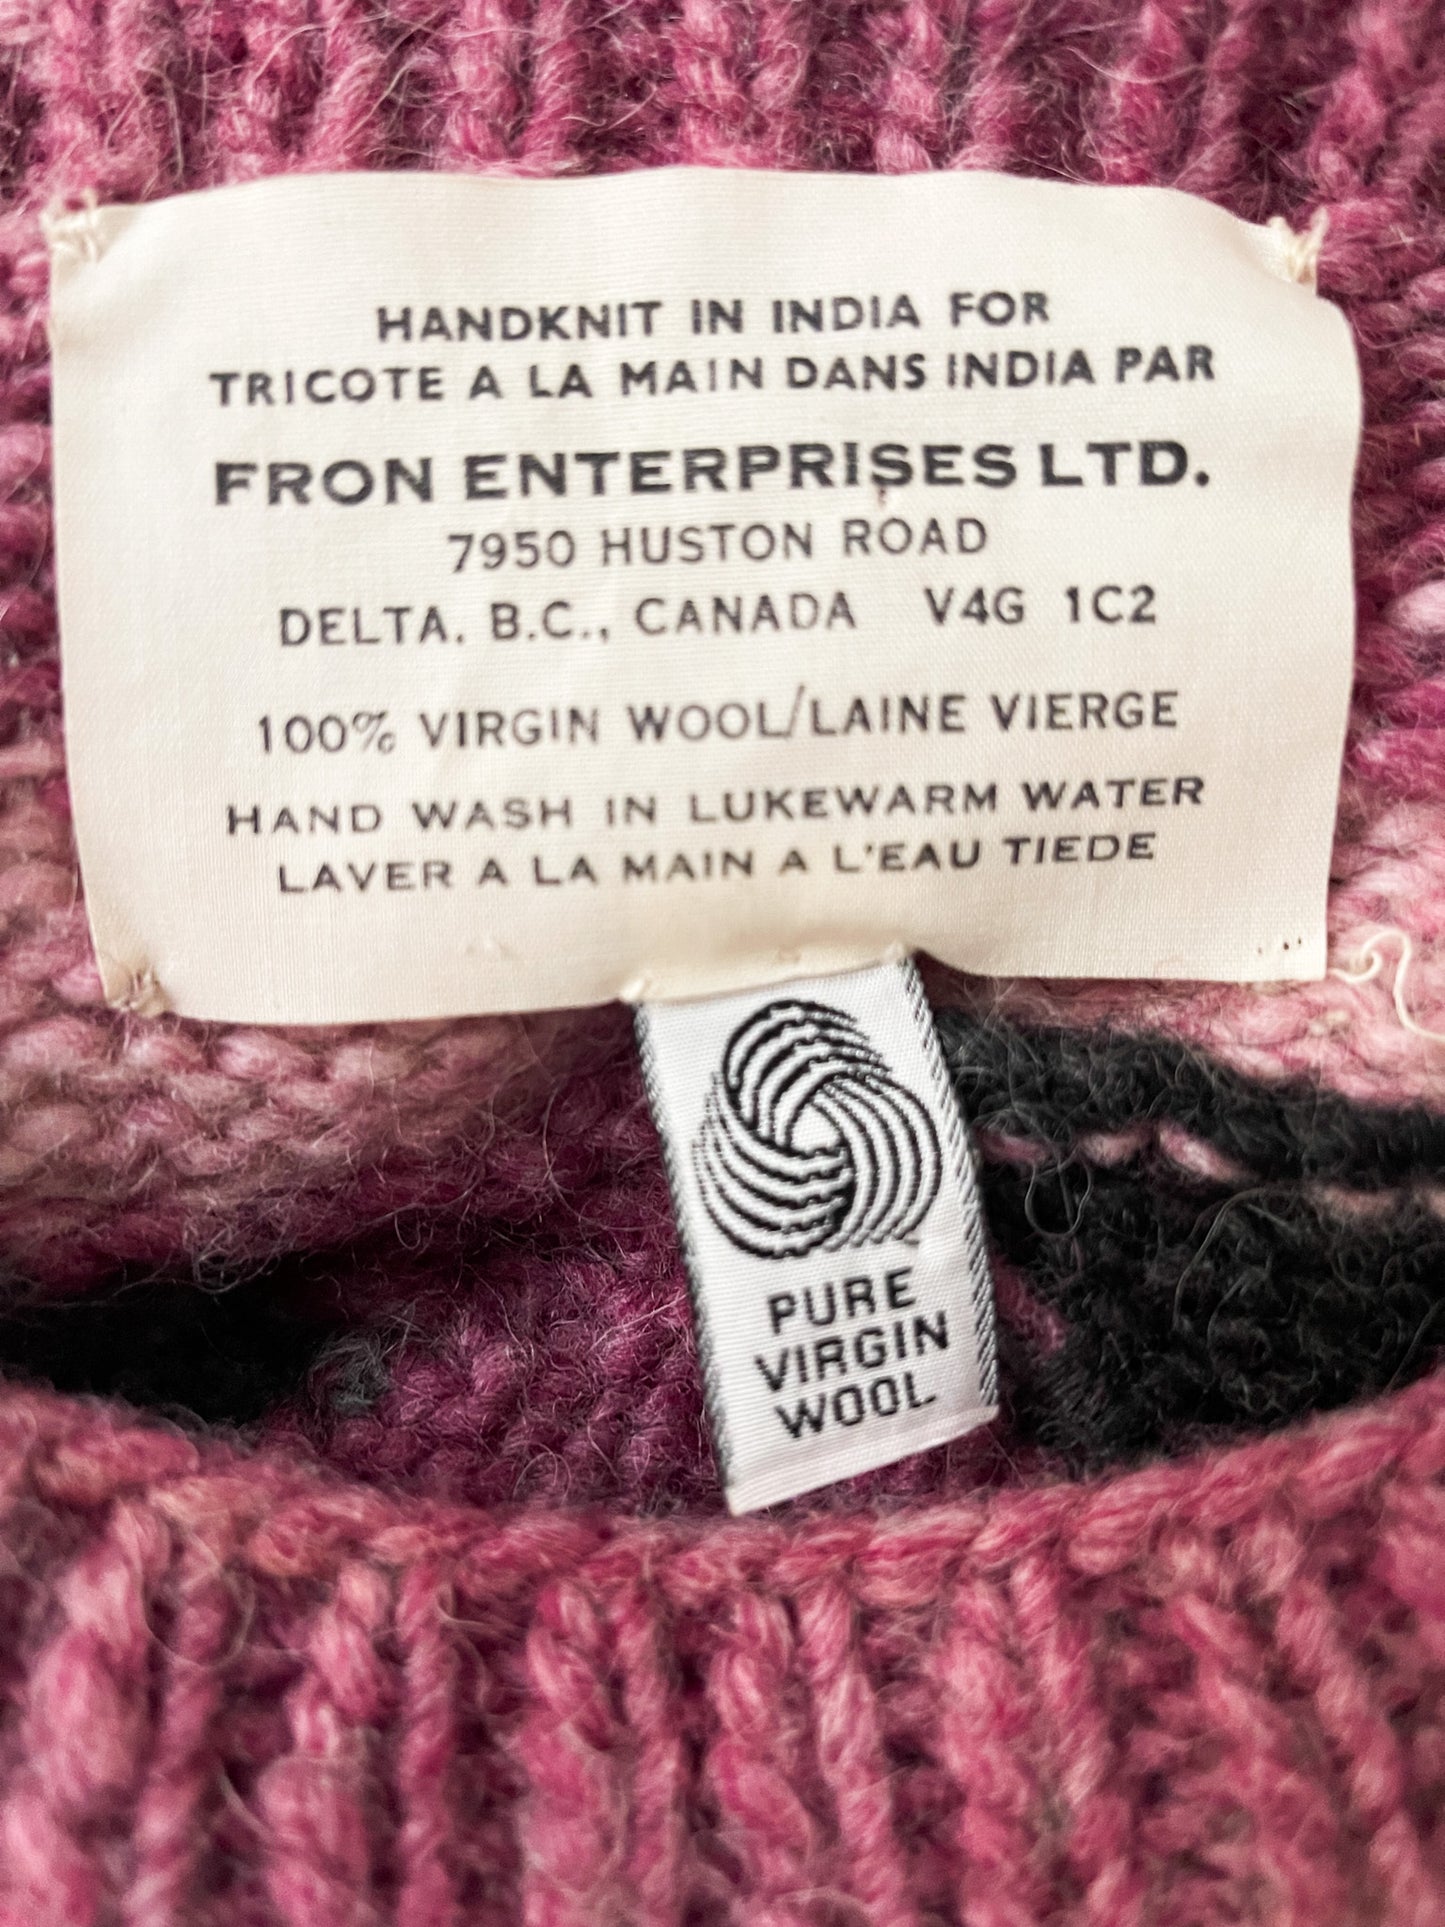 HANDKNIT IN INDIA FOR
TRICOTE A LA MAIN DANS INDIA PAR
FRON ENTERPRISES LTD.
7950 HUSTON ROAD
DELTA. B.C., CANADA V4G 1C2
100% VIRGIN WOOL/LAINE VIERGE
HAND WASH IN LUKEWARM WATER
LAVER A LA MAIN A L'EAU TIEDE
PURE
VIRGIN
WOOL